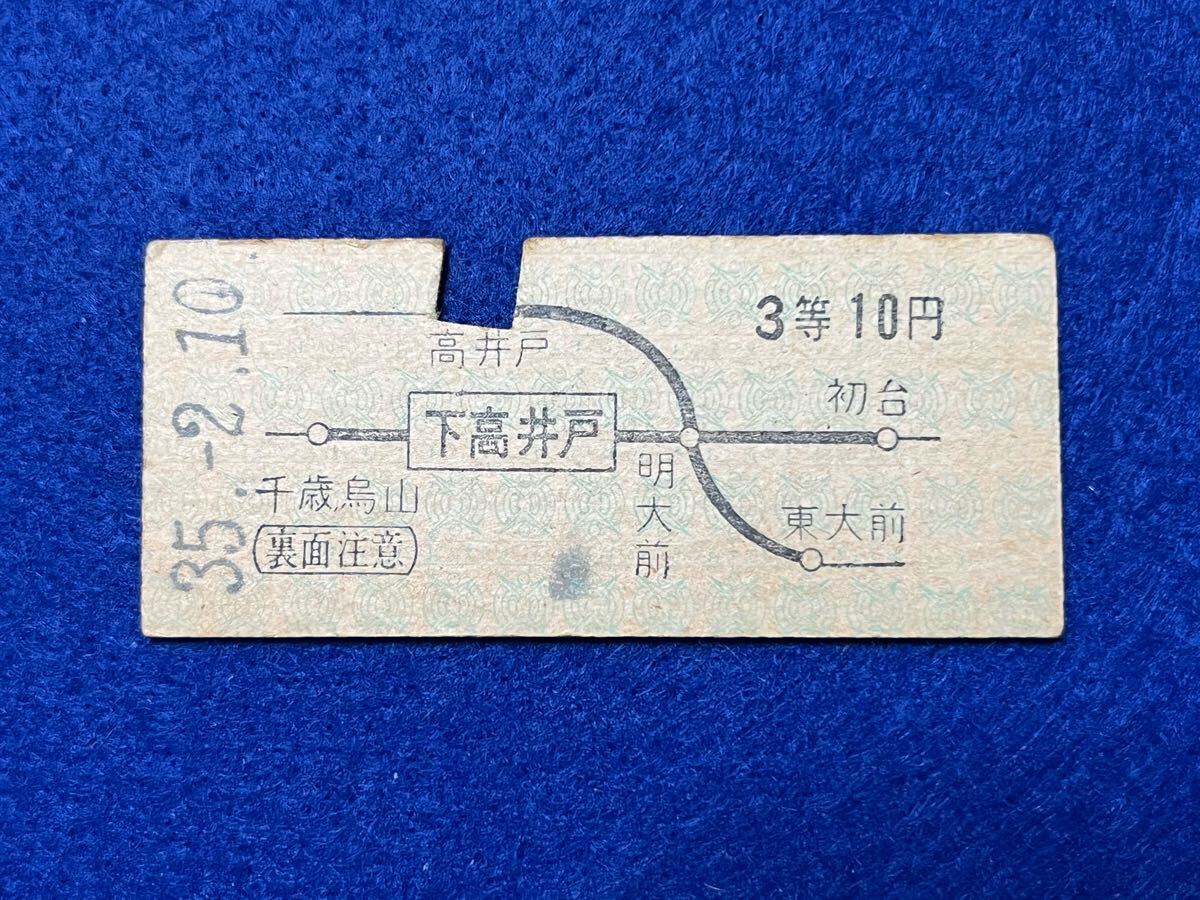 35.-2.10.
3等10円
高井戸
初台
下高井戸
明大前
千歳烏山
東大前
裏面注意